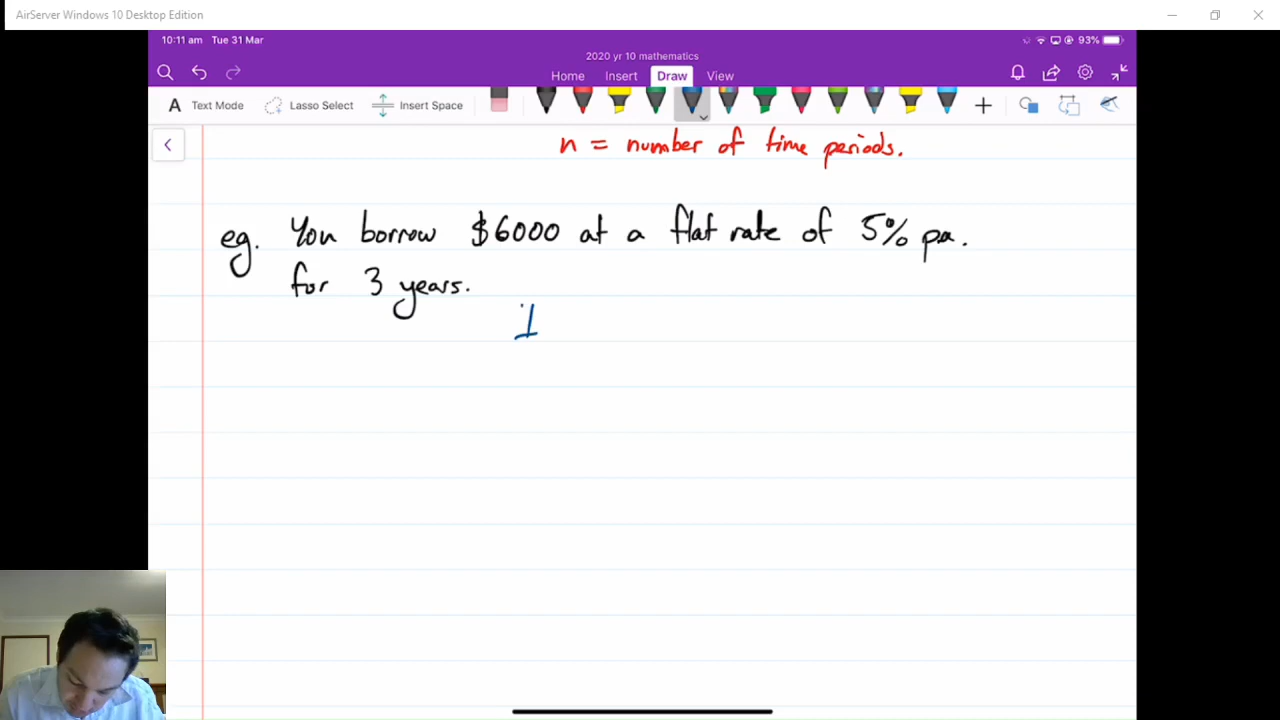 AirServer Windows 10 Desktop Edition
10:11 am Tue 31 Mar
93%
2020 yr 10 mathematics
Home Insert Draw View
A Text Mode Lasso Select Insert Space
n = number of time periods.
eg. You borrow $6000 at a flat rate of 5% pa.
for 3 years.
I